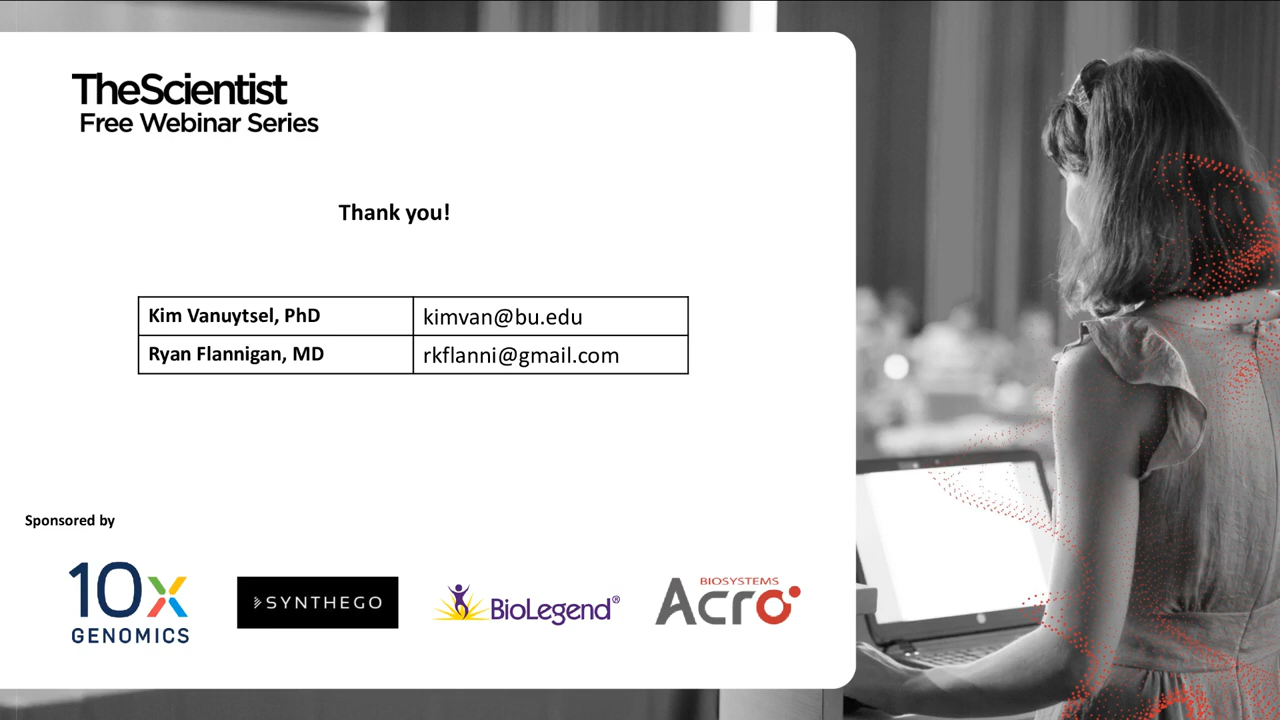 TheScientist
Free Webinar Series
Thank you!
Kim Vanuytsel, PhD kimvan@bu.edu
Ryan Flannigan, MD rkflanni@gmail.com
Sponsored by
10x
GENOMICS
SYNTHEGO
BioLegend®
BIOSYSTEMS
Acro